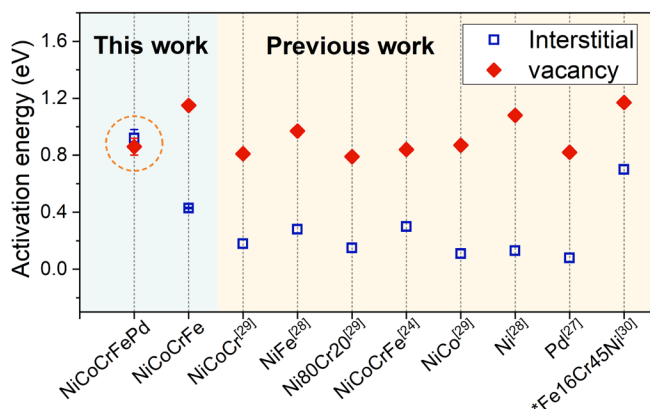 This work
Previous work
Interstitial
vacancy
Activation energy (eV)
1.6
1.2
0.8
0.4
0.0
NiCoCrFePd
NiCoCrFe
NiCoCr[29]
NiFe[28]
Ni80Cr20[29]
NiCoCrFe[24]
NiCo[29]
Ni[28]
Pd[27]
*Fe16Cr45Ni[30]